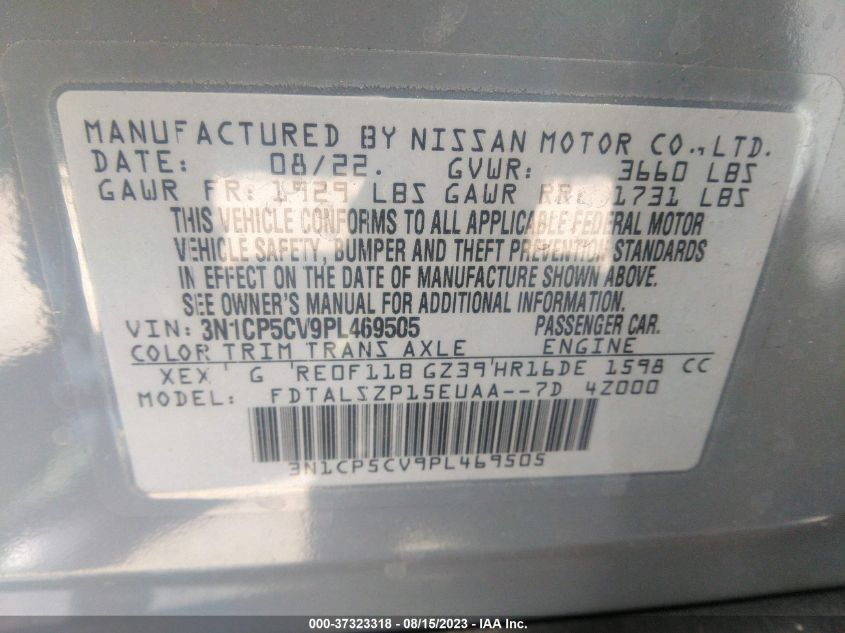 MANUFACTURED BY NISSAN MOTOR CO.,LTD.
DATE: 08/22. GVWR: 3660 LBS
GAWR FR: 1929 LBS GAWR RR: 1731 LBS
THIS VEHICLE CONFORMS TO ALL APPLICABLE FEDERAL MOTOR
VEHICLE SAFETY, BUMPER AND THEFT PREVENTION STANDARDS
IN EFFECT ON THE DATE OF MANUFACTURE SHOWN ABOVE.
SEE OWNER'S MANUAL FOR ADDITIONAL INFORMATION.
VIN: 3N1CP5CV9PL469505 PASSENGER CAR.
COLOR TRIM TRANS AXLE ENGINE
XEX G RE0F11B GZ39 HR16DE 1598 CC
MODEL: FDTALSZP15EUAA--7D 4Z000
3N1CP5CV9PL469505
000-37323318 - 08/15/2023 - Copyright © IAA, Inc.